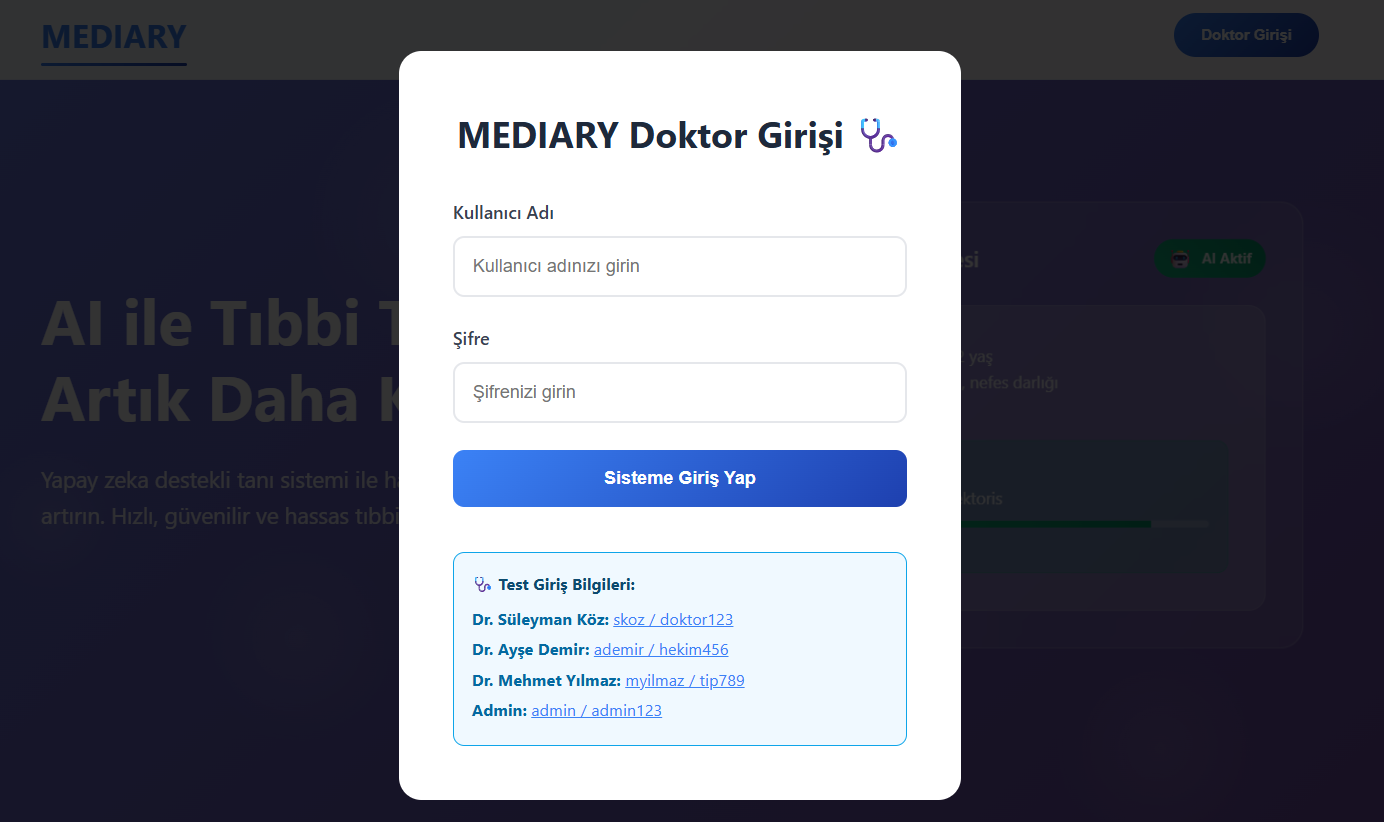 MEDIARY
Doktor Girişi
MEDIARY Doktor Girişi
Kullanıcı Adı
Kullanıcı adınızı girin
Şifre
Şifrenizi girin
Sisteme Giriş Yap
Test Giriş Bilgileri:
Dr. Süleyman Köz: skoz / doktor123
Dr. Ayşe Demir: ademir / hekim456
Dr. Mehmet Yılmaz: myilmaz / tip789
Admin: admin / admin123
AI ile Tıbbi
Artık Daha
Yapay zeka destekli tanı sistemi ile
artırın. Hızlı, güvenilir ve hassas tıbbi
AI Aktif
yaş
, nefes darlığı